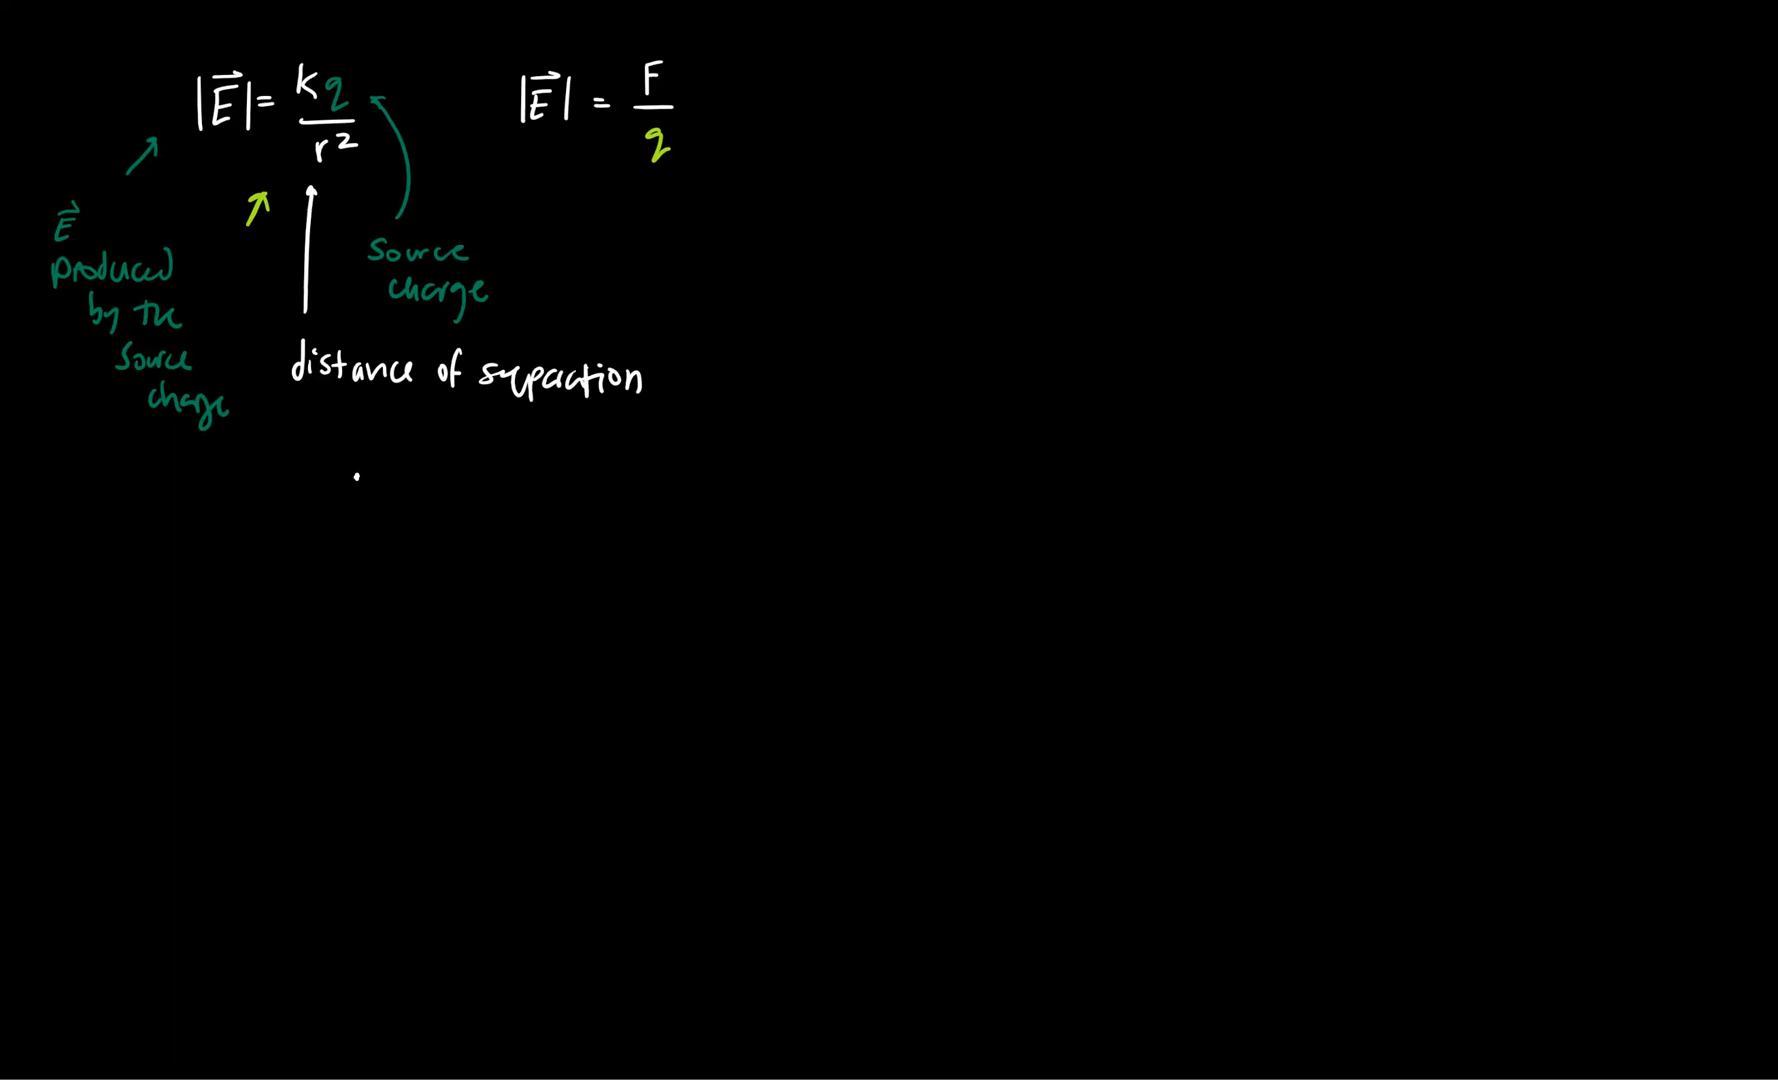 |E⃗| = kq / r²
|E⃗| = F / q
E⃗
produced
by the
source
charge
source
charge
distance of separation